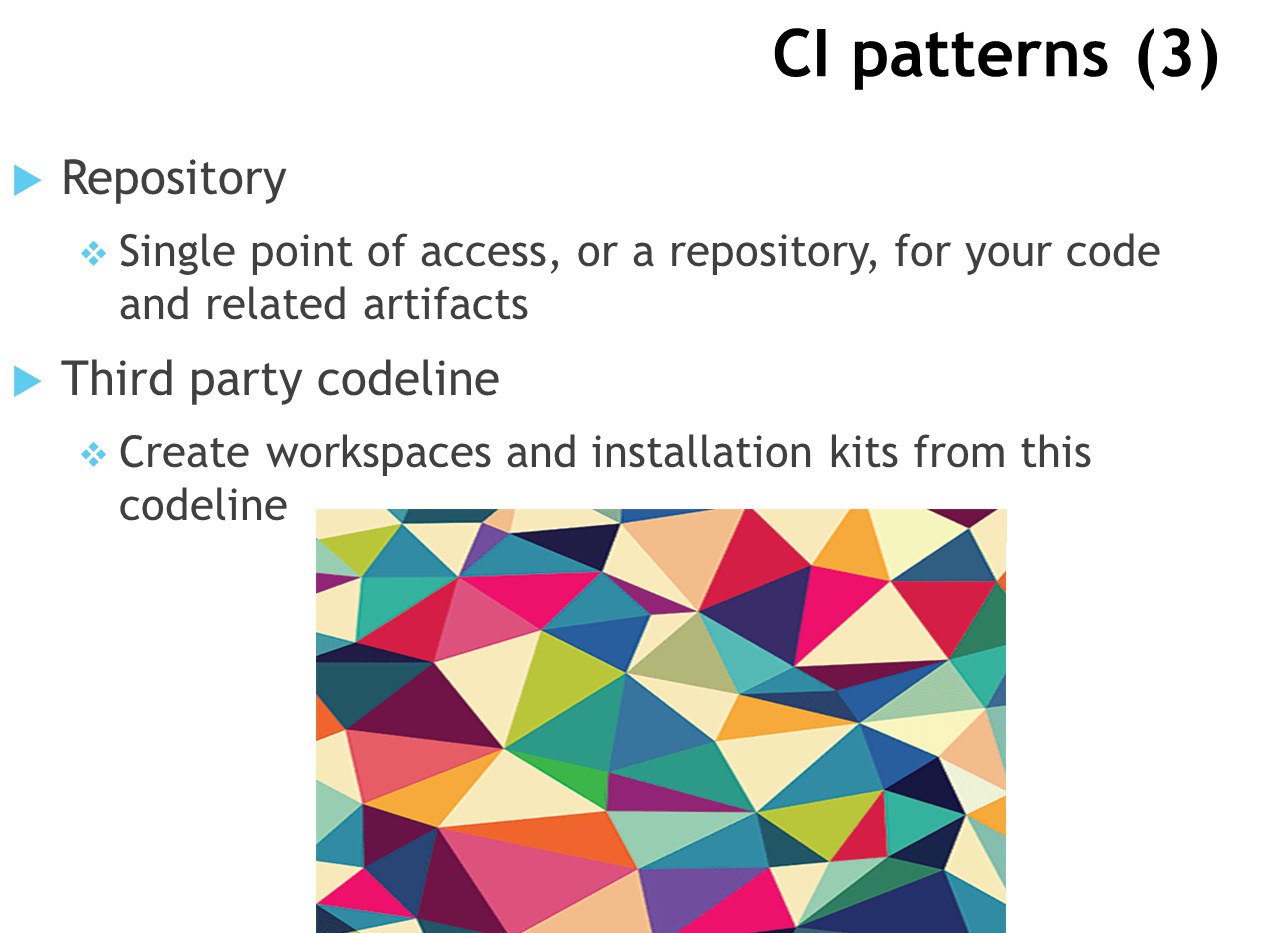 CI patterns (3)
Repository
Single point of access, or a repository, for your code
and related artifacts
Third party codeline
Create workspaces and installation kits from this
codeline